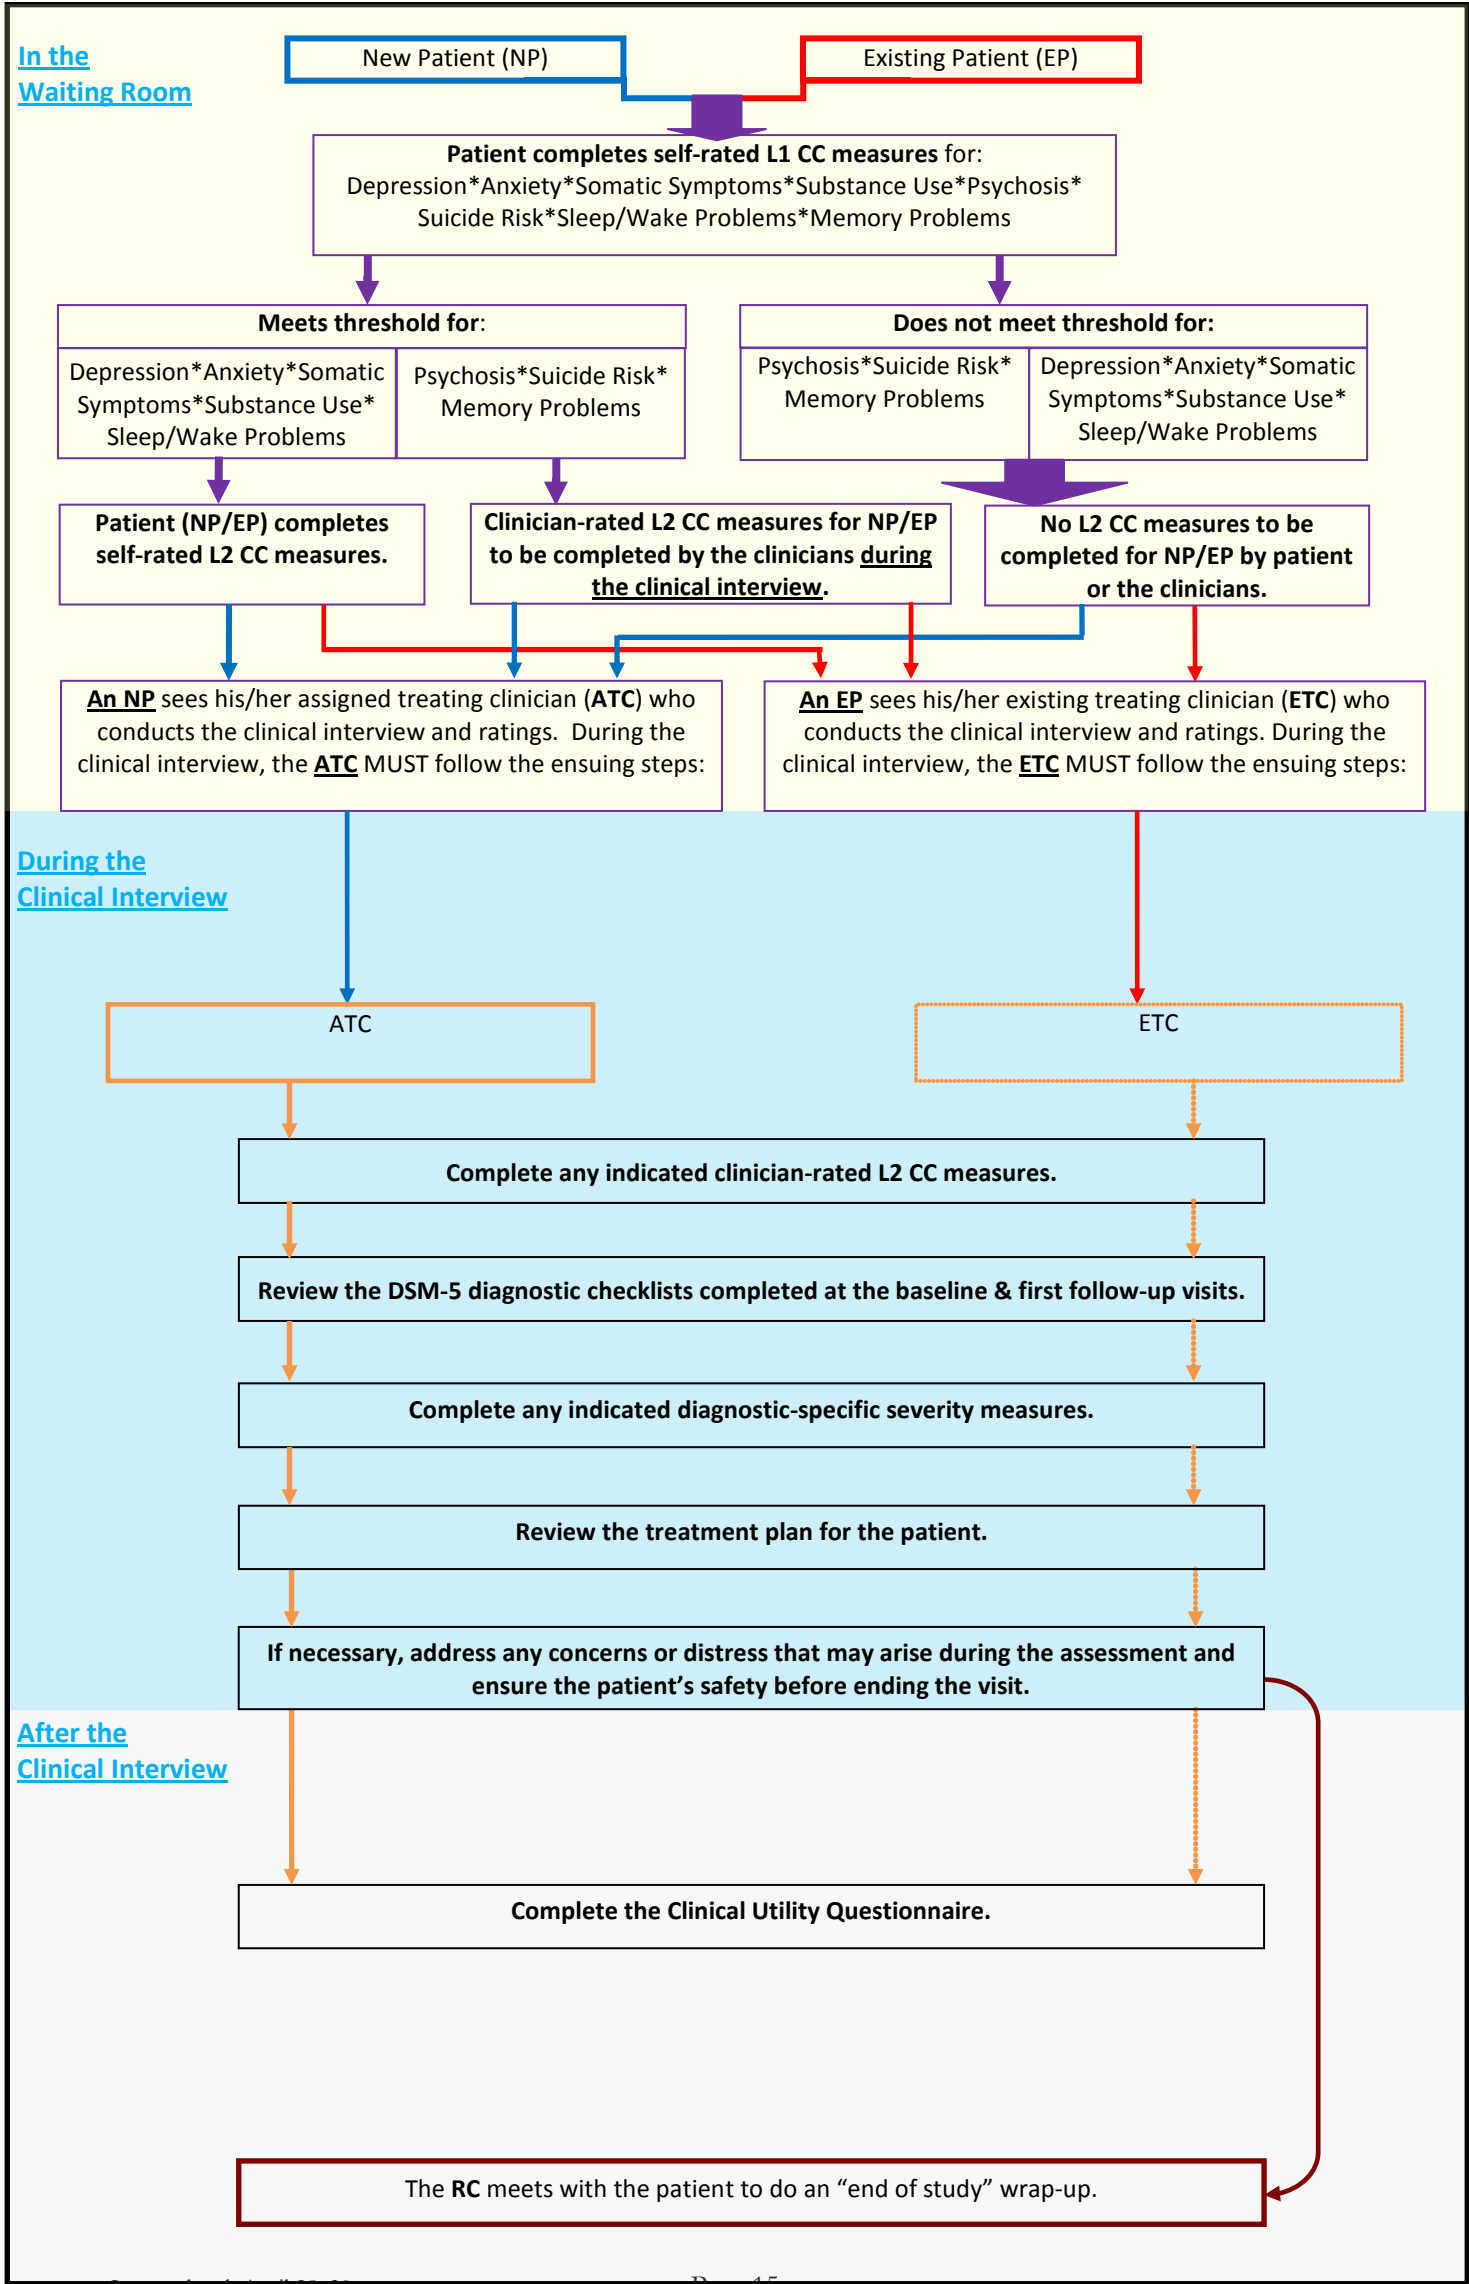 In the
Waiting Room
New Patient (NP)
Existing Patient (EP)
Patient completes self-rated L1 CC measures for:
Depression*Anxiety*Somatic Symptoms*Substance Use*Psychosis*
Suicide Risk*Sleep/Wake Problems*Memory Problems
Meets threshold for:
Depression*Anxiety*Somatic
Symptoms*Substance Use*
Sleep/Wake Problems
Psychosis*Suicide Risk*
Memory Problems
Does not meet threshold for:
Psychosis*Suicide Risk*
Memory Problems
Depression*Anxiety*Somatic
Symptoms*Substance Use*
Sleep/Wake Problems
Patient (NP/EP) completes
self-rated L2 CC measures.
Clinician-rated L2 CC measures for NP/EP
to be completed by the clinicians during
the clinical interview.
No L2 CC measures to be
completed for NP/EP by patient
or the clinicians.
An NP sees his/her assigned treating clinician (ATC) who
conducts the clinical interview and ratings. During the
clinical interview, the ATC MUST follow the ensuing steps:
An EP sees his/her existing treating clinician (ETC) who
conducts the clinical interview and ratings. During the
clinical interview, the ETC MUST follow the ensuing steps:
During the
Clinical Interview
ATC
ETC
Complete any indicated clinician-rated L2 CC measures.
Review the DSM-5 diagnostic checklists completed at the baseline & first follow-up visits.
Complete any indicated diagnostic-specific severity measures.
Review the treatment plan for the patient.
If necessary, address any concerns or distress that may arise during the assessment and
ensure the patient's safety before ending the visit.
After the
Clinical Interview
Complete the Clinical Utility Questionnaire.
The RC meets with the patient to do an “end of study” wrap-up.